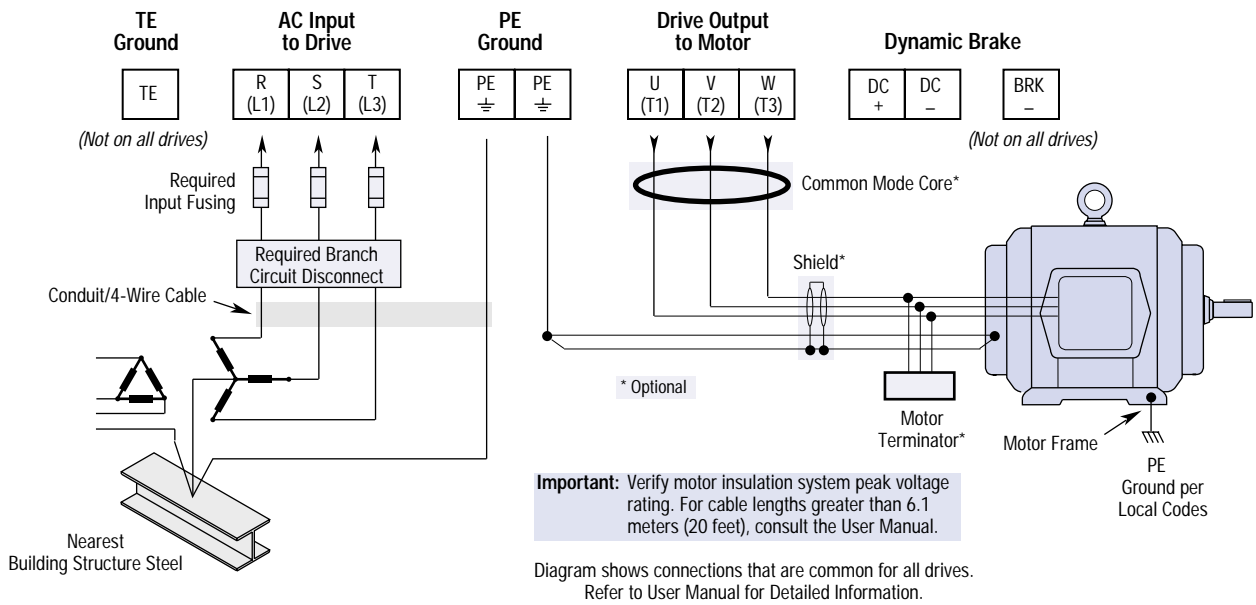 TE
Ground
AC Input
to Drive
PE
Ground
Drive Output
to Motor
Dynamic Brake
TE
R
(L1)
S
(L2)
T
(L3)
PE
PE
U
(T1)
V
(T2)
W
(T3)
DC
+
DC
–
BRK
–
(Not on all drives)
(Not on all drives)
Required
Input Fusing
Common Mode Core*
Required Branch
Circuit Disconnect
Shield*
Conduit/4-Wire Cable
* Optional
Motor
Terminator*
Motor Frame
PE
Ground per
Local Codes
Important: Verify motor insulation system peak voltage
rating. For cable lengths greater than 6.1
meters (20 feet), consult the User Manual.
Nearest
Building Structure Steel
Diagram shows connections that are common for all drives.
Refer to User Manual for Detailed Information.